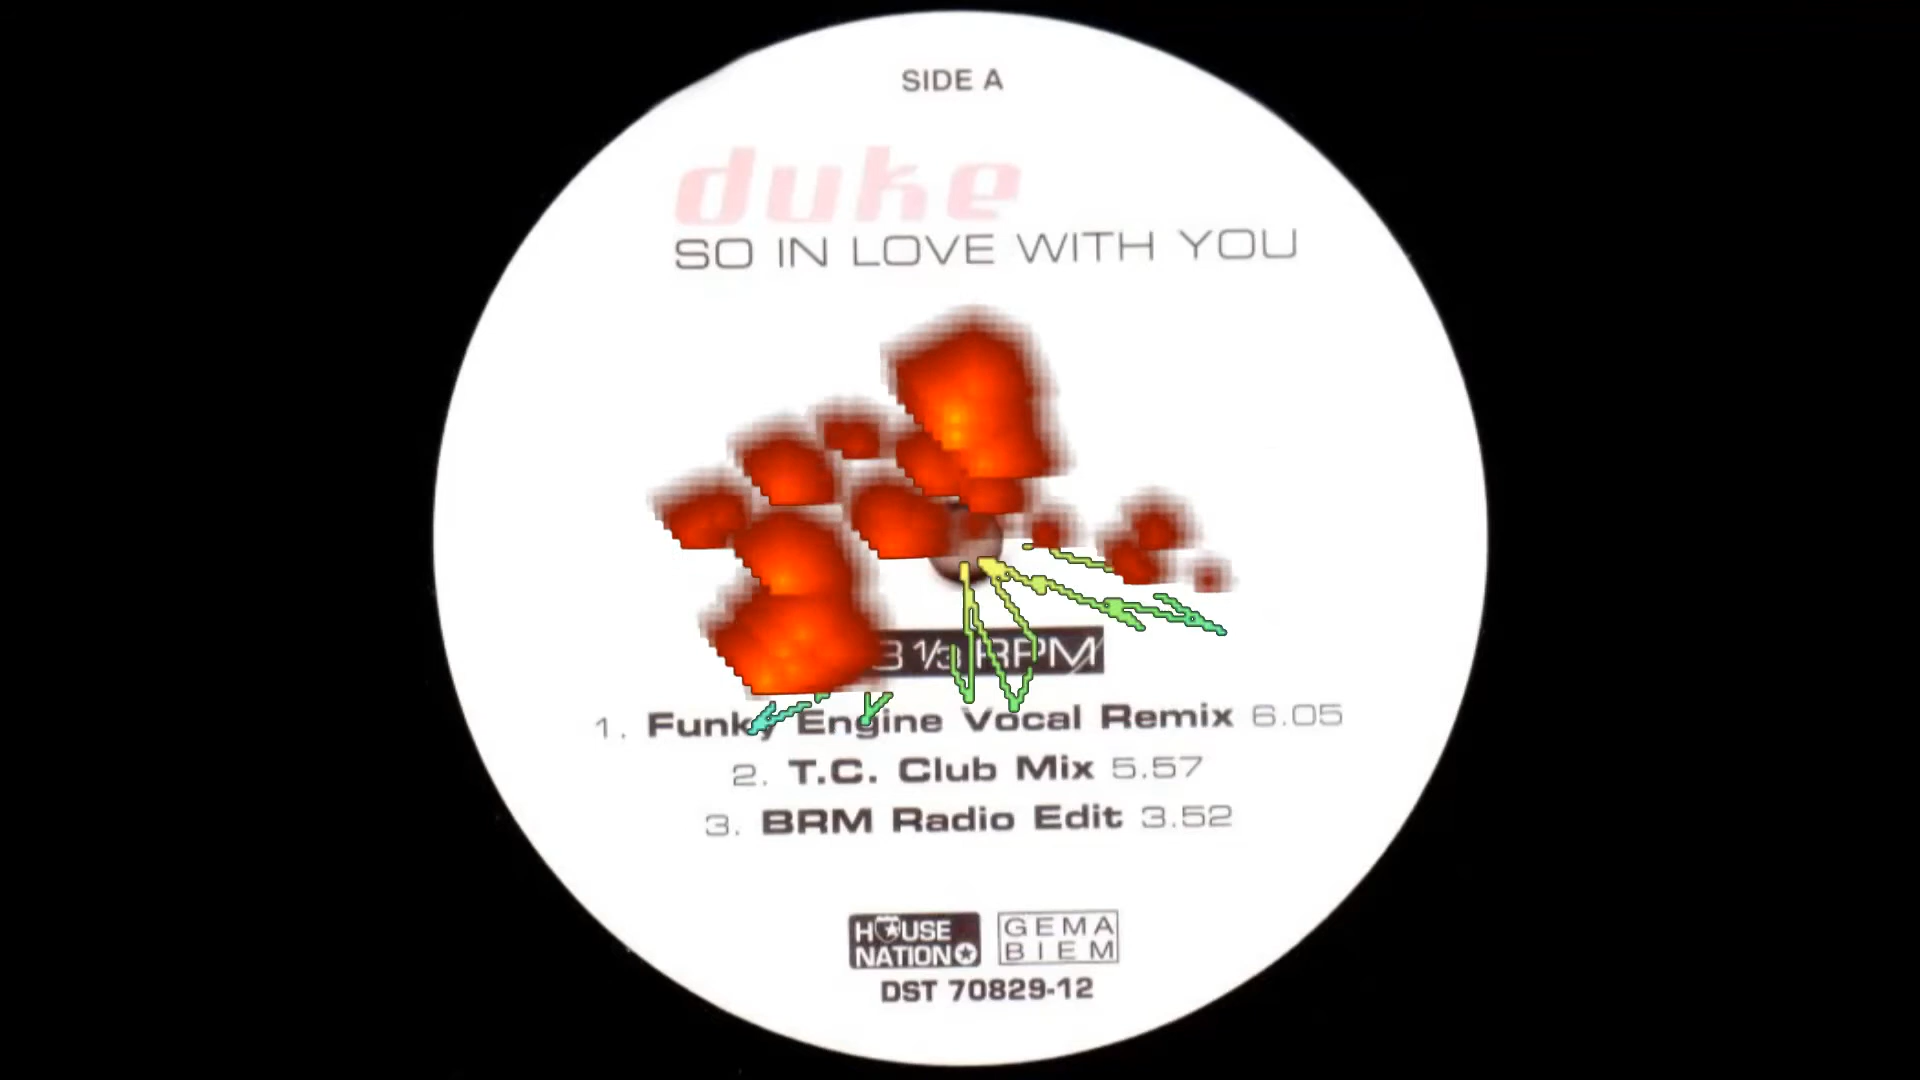 SIDE A
duke
SO IN LOVE WITH YOU
3 1/3 RPM
1. Funky Engine Vocal Remix 6.05
2. T.C. Club Mix 5.57
3. BRM Radio Edit 3.52
HOUSE
NATION
GEMA
BIEM
DST 70829-12